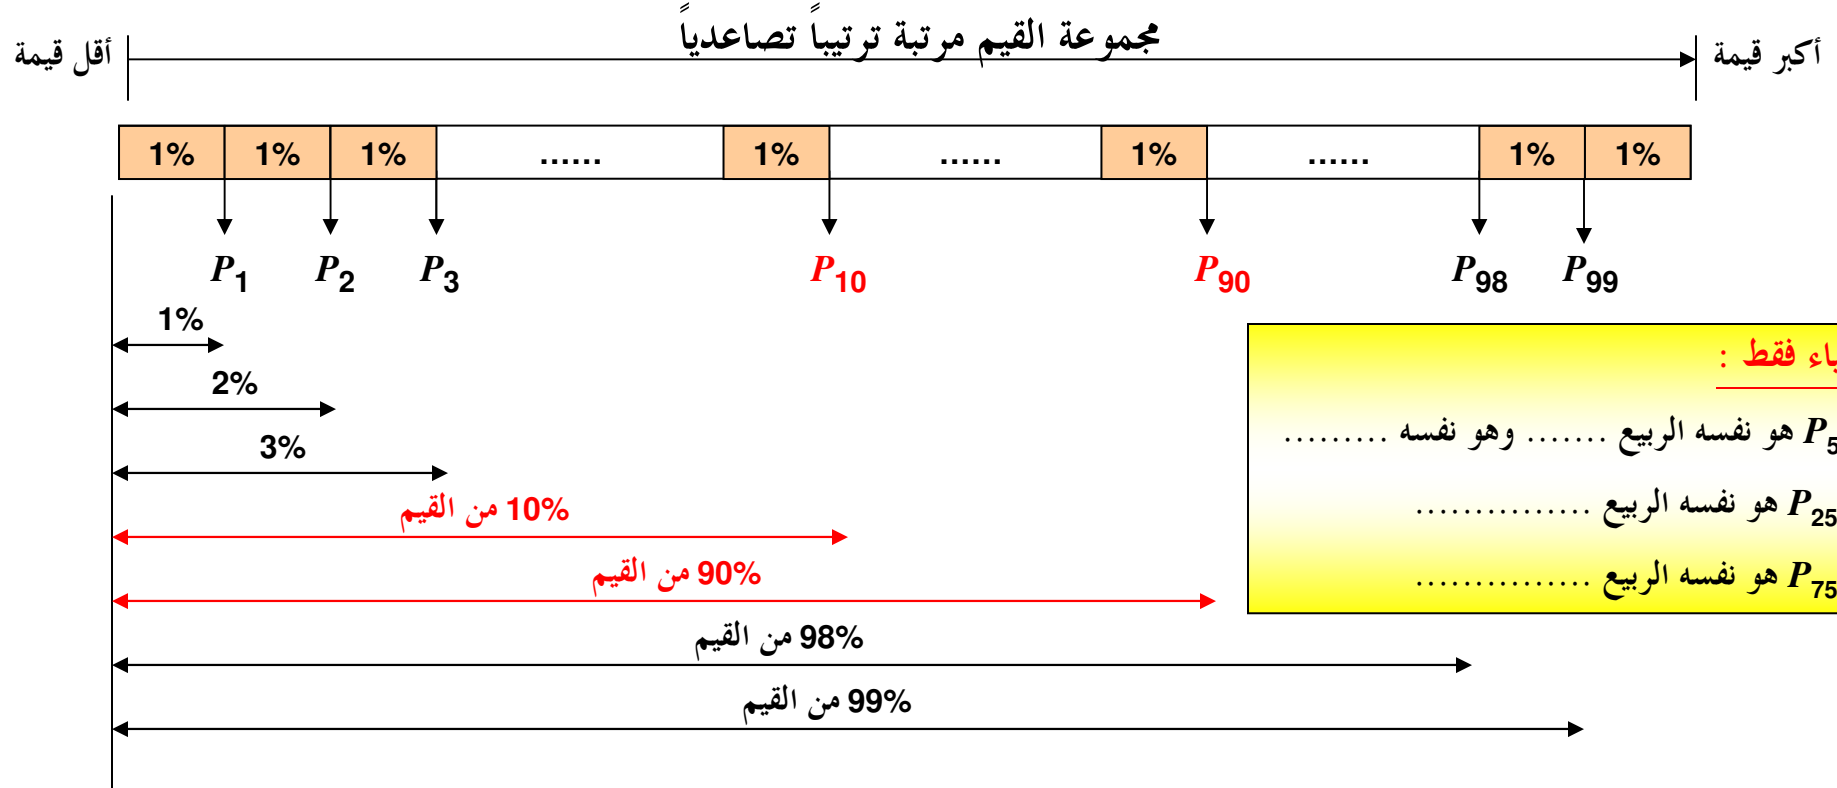 مجموعة القيم مرتبة ترتيباً تصاعدياً
أكبر قيمة
أقل قيمة
1% 1% 1% ...... 1% ...... 1% ...... 1% 1%
P1 P2 P3 P10 P90 P98 P99
1%
2%
3%
10% من القيم
90% من القيم
98% من القيم
99% من القيم
فقط :
P5 هو نفسه الربيع ....... وهو نفسه .........
P25 هو نفسه الربيع ...............
P75 هو نفسه الربيع ...............